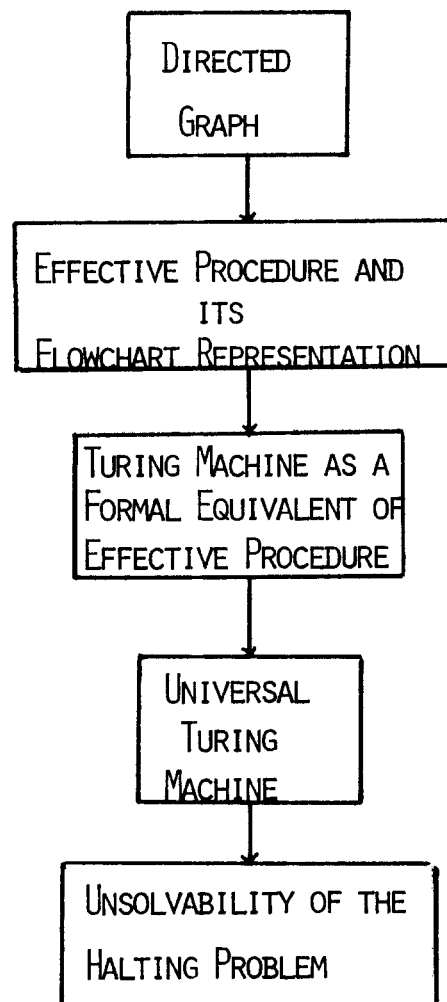 DIRECTED
GRAPH
EFFECTIVE PROCEDURE AND
ITS
FLOWCHART REPRESENTATION
TURING MACHINE AS A
FORMAL EQUIVALENT OF
EFFECTIVE PROCEDURE
UNIVERSAL
TURING
MACHINE
UNSOLVABILITY OF THE
HALTING PROBLEM